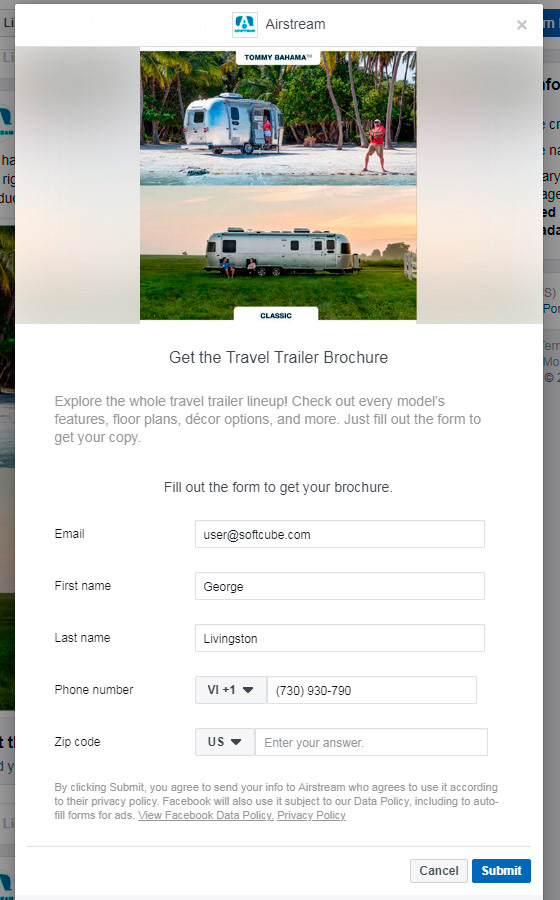 Airstream
×
AIRSTREAM
TOMMY BAHAMA™
CLASSIC
Get the Travel Trailer Brochure
Explore the whole travel trailer lineup! Check out every model's
features, floor plans, décor options, and more. Just fill out the form to
get your copy.
Fill out the form to get your brochure.
Email
user@softcube.com
First name
George
Last name
Livingston
Phone number
VI +1
(730) 930-790
Zip code
US
Enter your answer.
By clicking Submit, you agree to send your info to Airstream who agrees to use it according
to their privacy policy. Facebook will also use it subject to our Data Policy, including to auto-
fill forms for ads. View Facebook Data Policy. Privacy Policy
Cancel
Submit